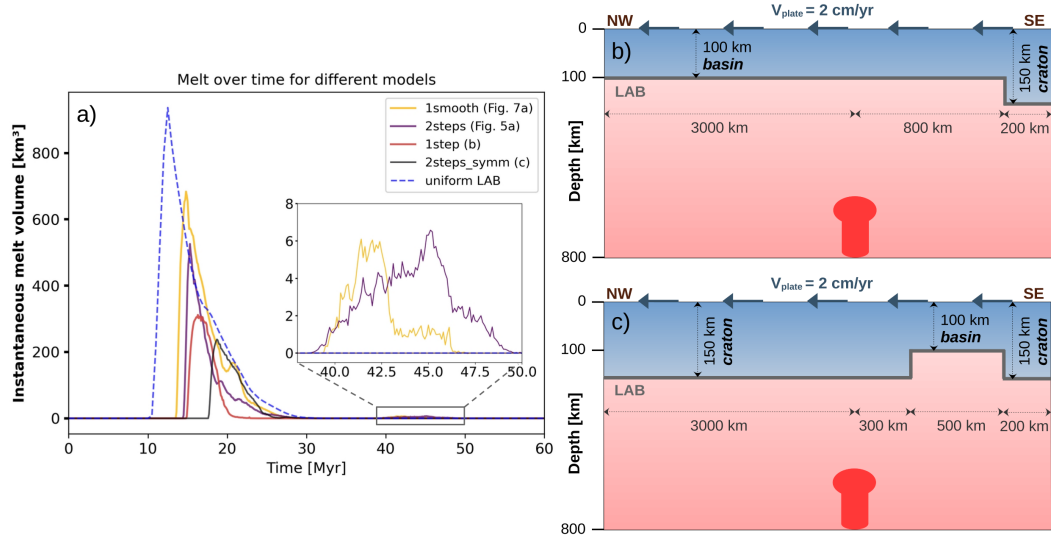 Melt over time for different models
a)
Instantaneous melt volume [km³]
800
600
400
200
0
0
10
20
30
40
50
60
Time [Myr]
1smooth (Fig. 7a)
2steps (Fig. 5a)
1step (b)
2steps_symm (c)
uniform LAB
8
6
4
2
0
40.0
42.5
45.0
47.5
50.0
V plate = 2 cm/yr
NW
SE
b)
0
100
800
Depth [km]
100 km
basin
150 km
craton
LAB
3000 km
800 km
200 km
V plate = 2 cm/yr
NW
SE
c)
0
100
800
Depth [km]
150 km
craton
100 km
basin
150 km
craton
LAB
3000 km
300 km
500 km
200 km